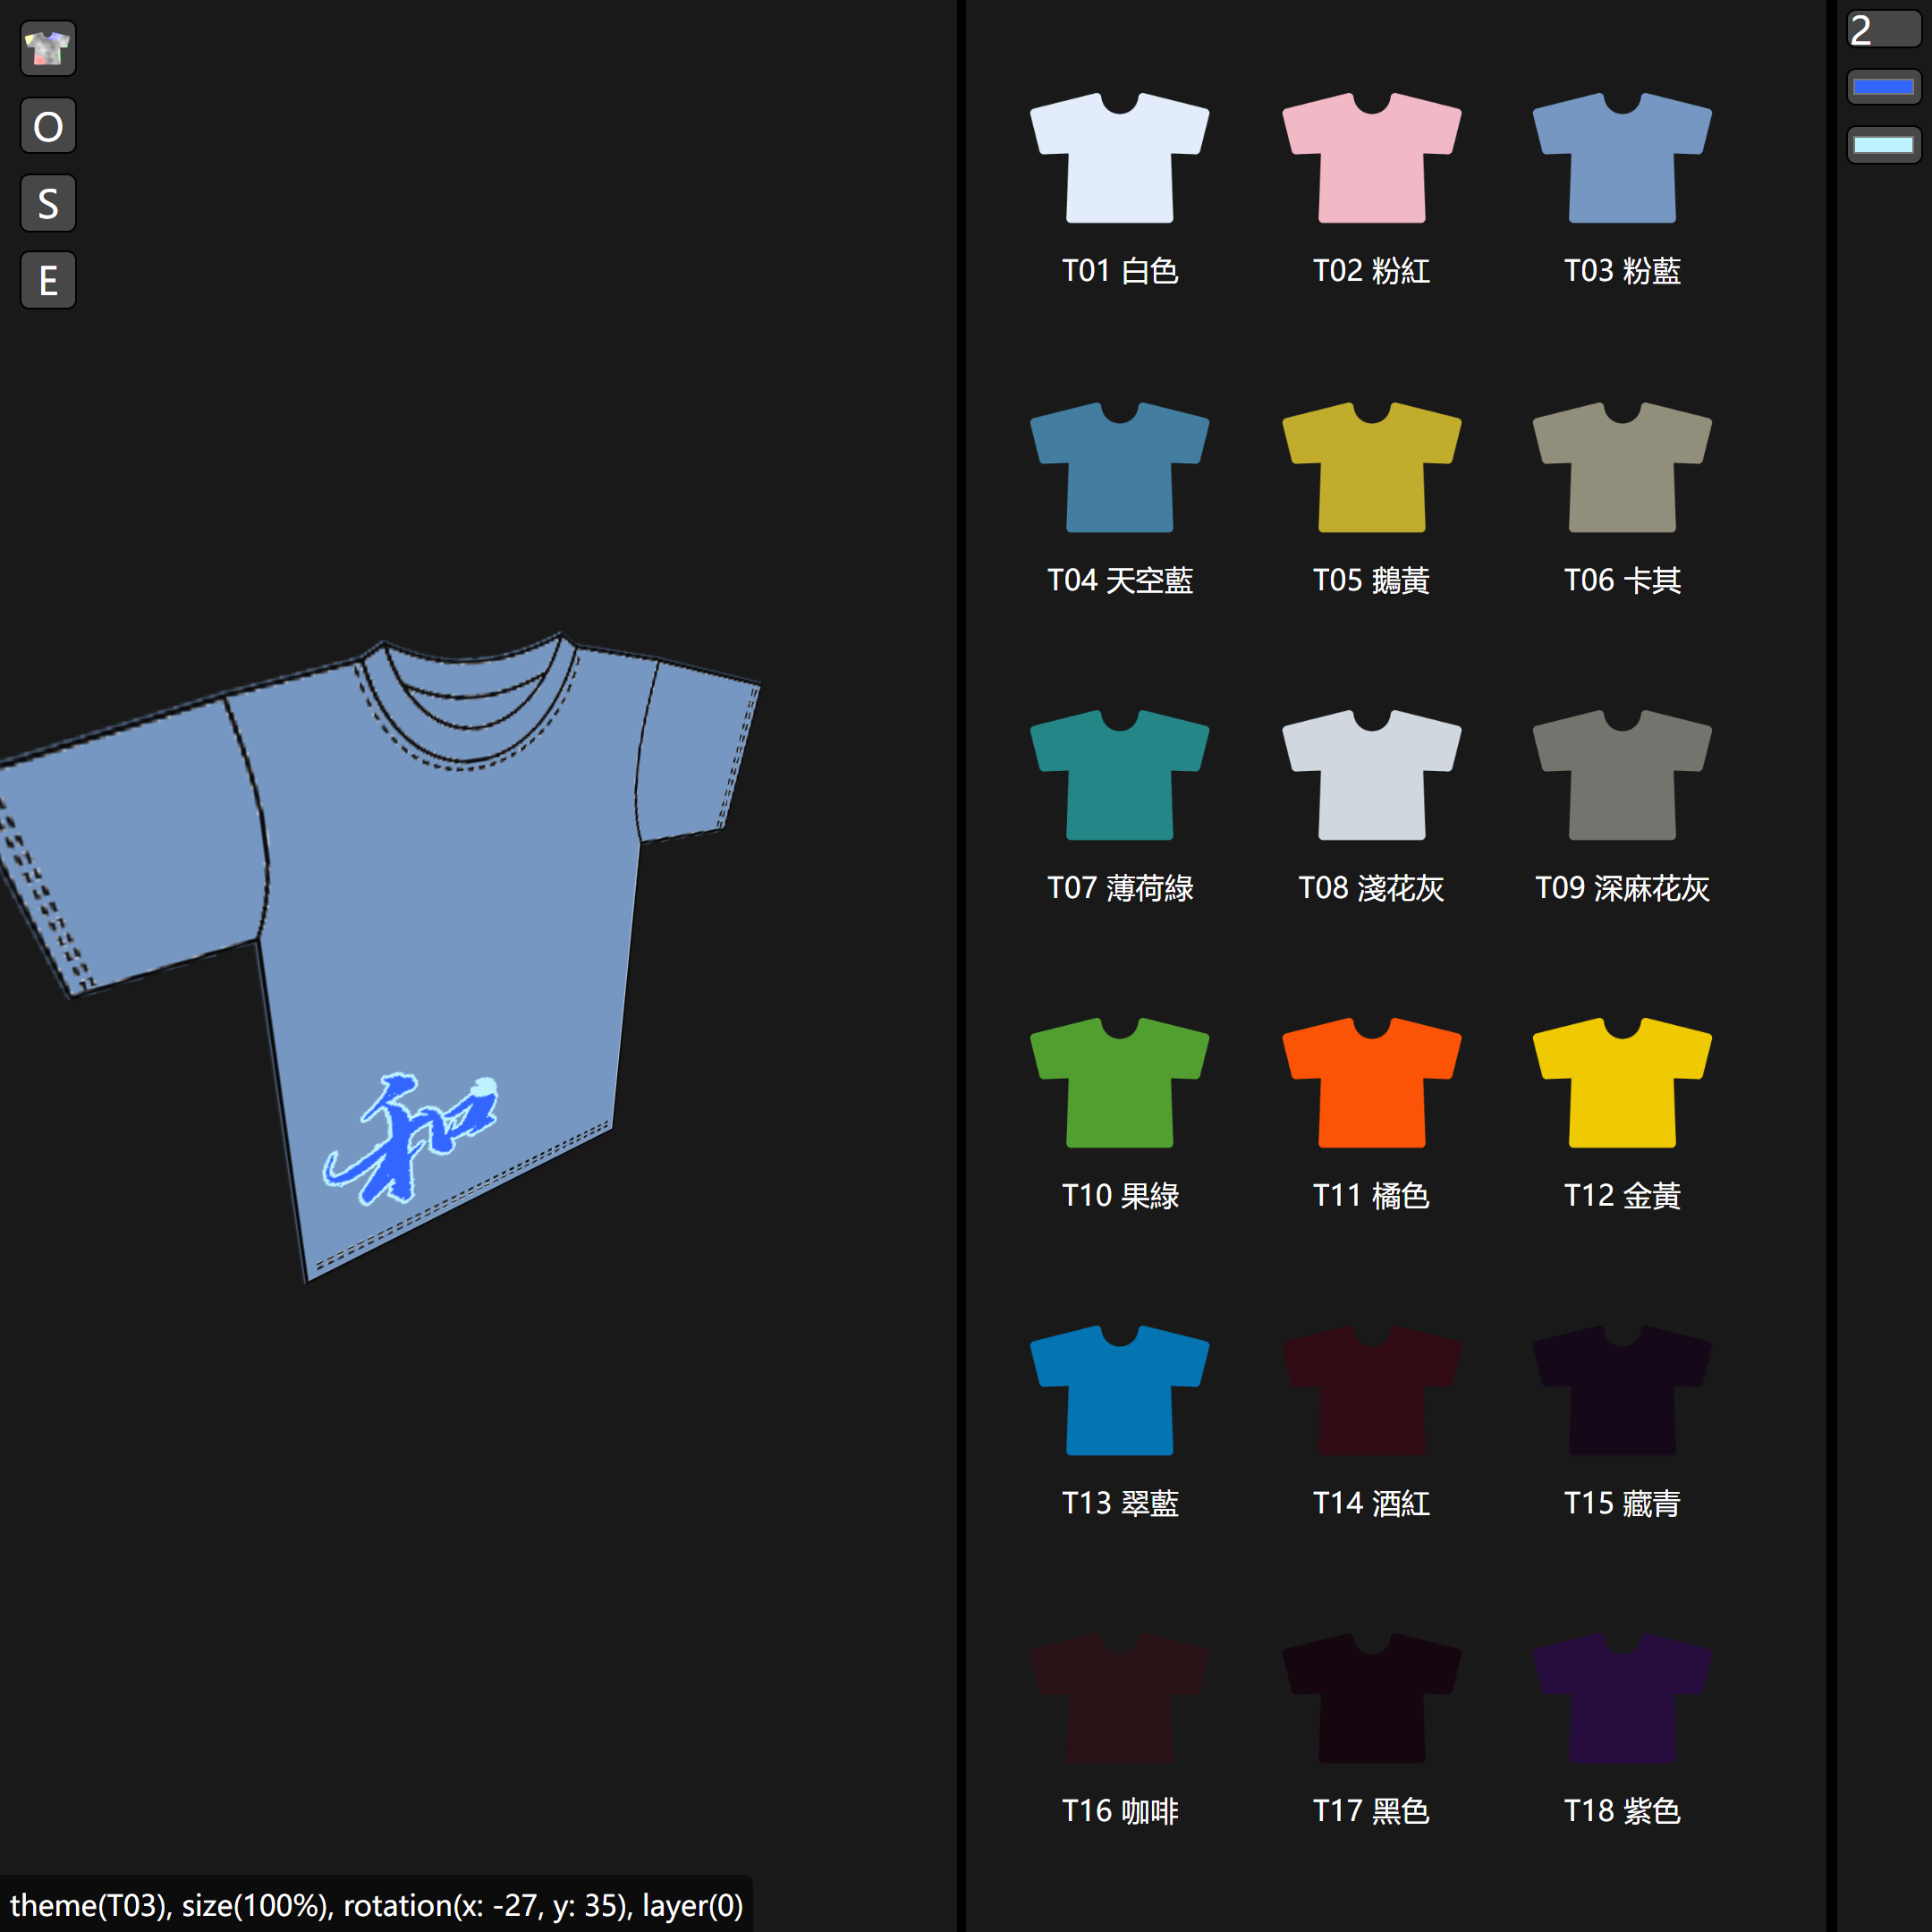 O
S
E
和
theme(T03), size(100%), rotation(x: -27, y: 35), layer(0)
T01 白色
T02 粉紅
T03 粉藍
T04 天空藍
T05 鵝黃
T06 卡其
T07 薄荷綠
T08 淺花灰
T09 深麻花灰
T10 果綠
T11 橘色
T12 金黃
T13 翠藍
T14 酒紅
T15 藏青
T16 咖啡
T17 黑色
T18 紫色
2